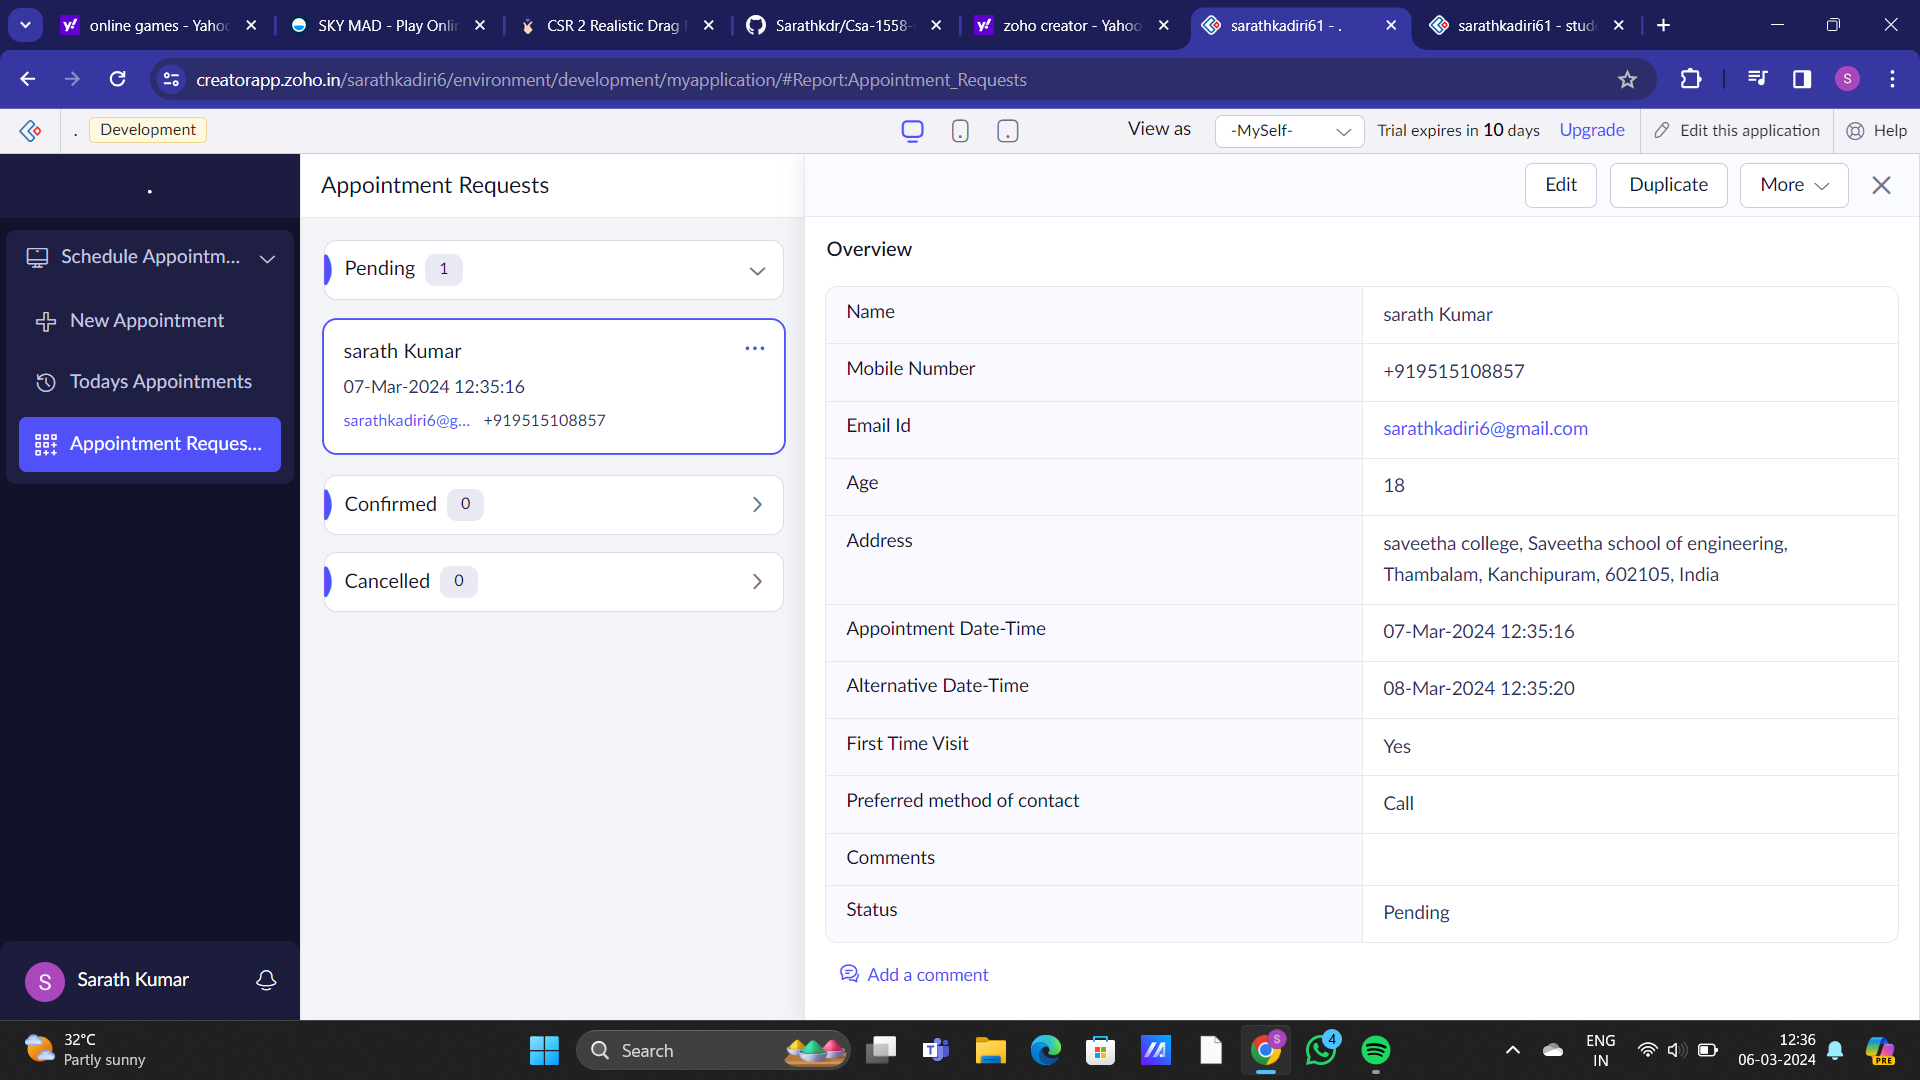 online games - Yahoo
SKY MAD - Play Onlin
CSR 2 Realistic Drag
Sarathkdr/Csa-1558-
zoho creator - Yahoo
sarathkadiri61 - .
sarathkadiri61 - stud
creatorapp.zoho.in/sarathkadiri6/environment/development/myapplication/#Report:Appointment_Requests
S
. Development
View as
-MySelf-
Trial expires in 10 days
Upgrade
Edit this application
Help
.
Schedule Appointm...
New Appointment
Todays Appointments
Appointment Reques...
Sarath Kumar
S
Appointment Requests
Pending 1
sarath Kumar
07-Mar-2024 12:35:16
sarathkadiri6@g... +919515108857
Confirmed 0
Cancelled 0
Edit
Duplicate
More
Overview
Name sarath Kumar
Mobile Number +919515108857
Email Id sarathkadiri6@gmail.com
Age 18
Address saveetha college, Saveetha school of engineering,
Thambalam, Kanchipuram, 602105, India
Appointment Date-Time 07-Mar-2024 12:35:16
Alternative Date-Time 08-Mar-2024 12:35:20
First Time Visit Yes
Preferred method of contact Call
Comments
Status Pending
Add a comment
32°C
Partly sunny
Search
S
4
ENG
IN
12:36
06-03-2024
PRE